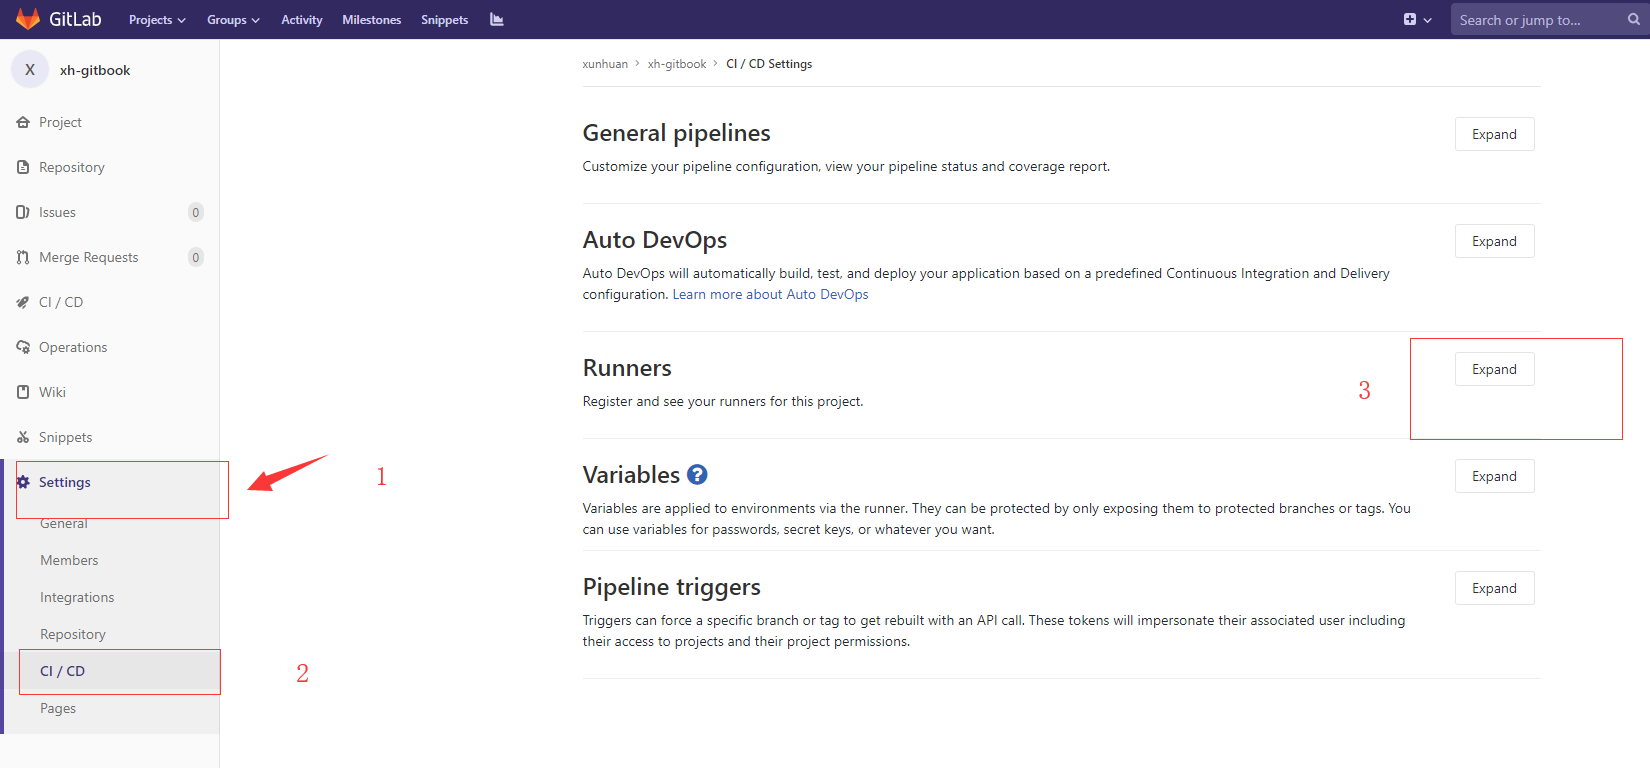 GitLab Projects Groups Activity Milestones Snippets Search or jump to...
X xh-gitbook
Project
Repository
Issues 0
Merge Requests 0
CI / CD
Operations
Wiki
Snippets
Settings
1
General
Members
Integrations
Repository
CI / CD
2
Pages
xunhuan › xh-gitbook › CI / CD Settings
General pipelines
Expand
Customize your pipeline configuration, view your pipeline status and coverage report.
Auto DevOps
Expand
Auto DevOps will automatically build, test, and deploy your application based on a predefined Continuous Integration and Delivery
configuration. Learn more about Auto DevOps
Runners
Expand
3
Register and see your runners for this project.
Variables ?
Expand
Variables are applied to environments via the runner. They can be protected by only exposing them to protected branches or tags. You
can use variables for passwords, secret keys, or whatever you want.
Pipeline triggers
Expand
Triggers can force a specific branch or tag to get rebuilt with an API call. These tokens will impersonate their associated user including
their access to projects and their project permissions.